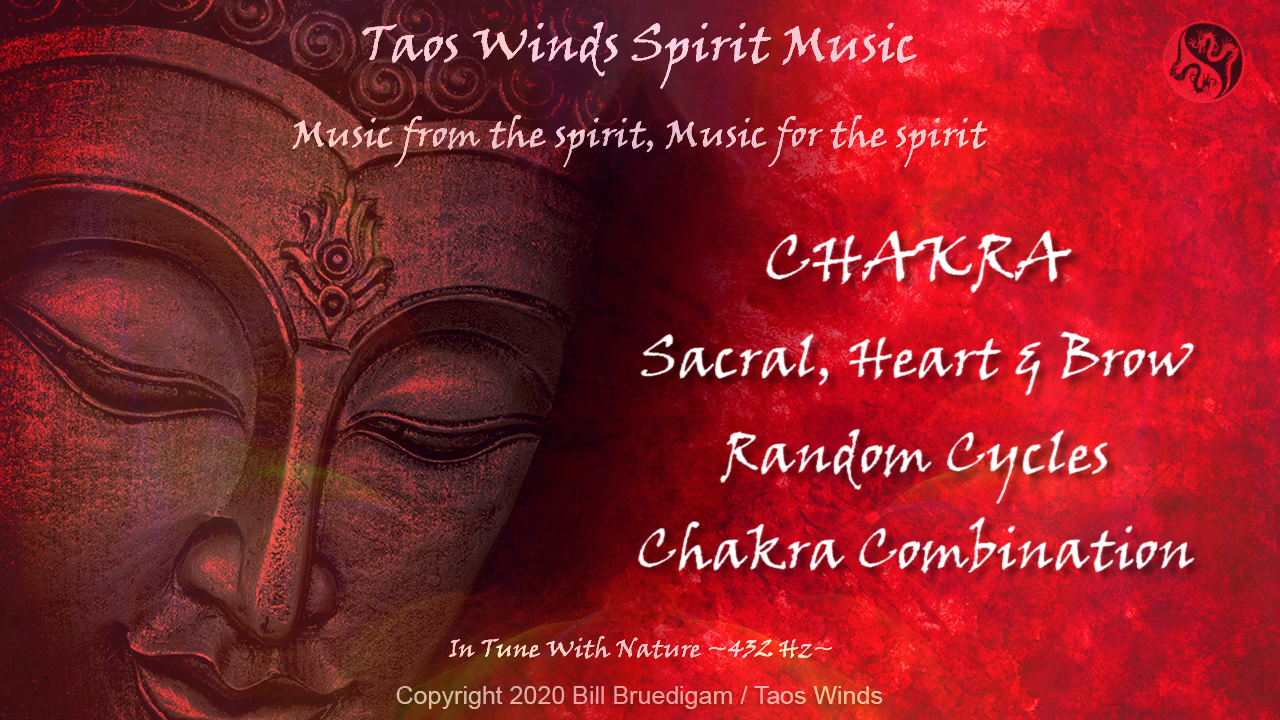 Taos Winds Spirit Music
Music from the spirit, Music for the spirit
CHAKRA
Sacral, Heart & Brow
Random Cycles
Chakra Combination
In Tune With Nature ~432 Hz~
Copyright 2020 Bill Bruedigam / Taos Winds